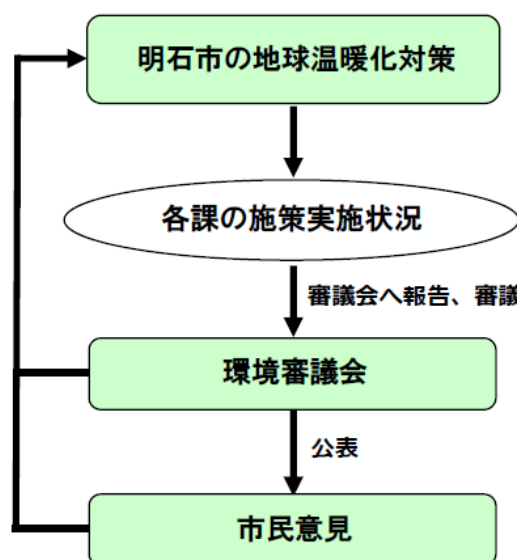 明石市の地球温暖化対策
各課の施策実施状況
審議会へ報告、審議
環境審議会
公表
市民意見